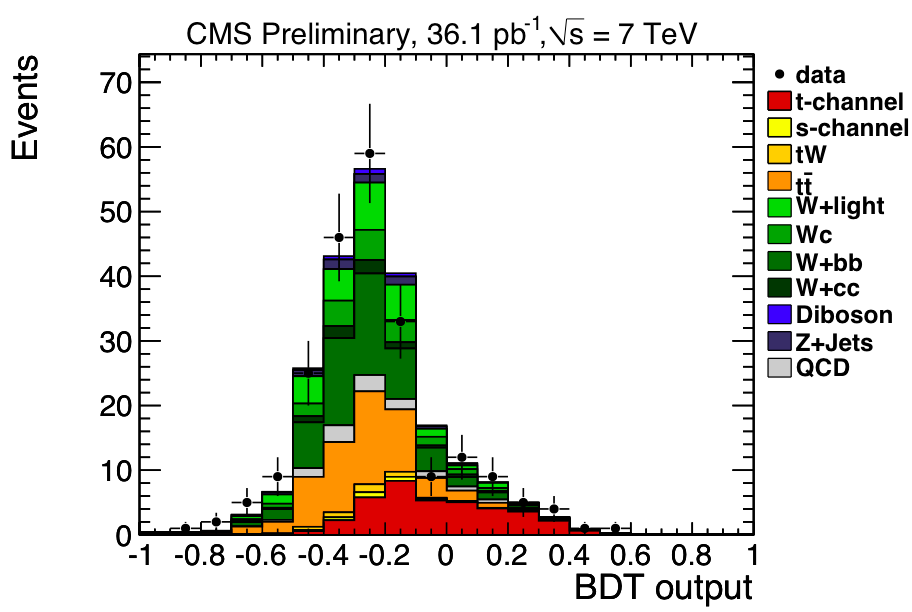 CMS Preliminary, 36.1 pb⁻¹, √s = 7 TeV
Events
70
60
50
40
30
20
10
0
-1 -0.8 -0.6 -0.4 -0.2 0 0.2 0.4 0.6 0.8 1
BDT output
data
t-channel
s-channel
tW
tt̄
W+light
Wc
W+bb
W+cc
Diboson
Z+Jets
QCD